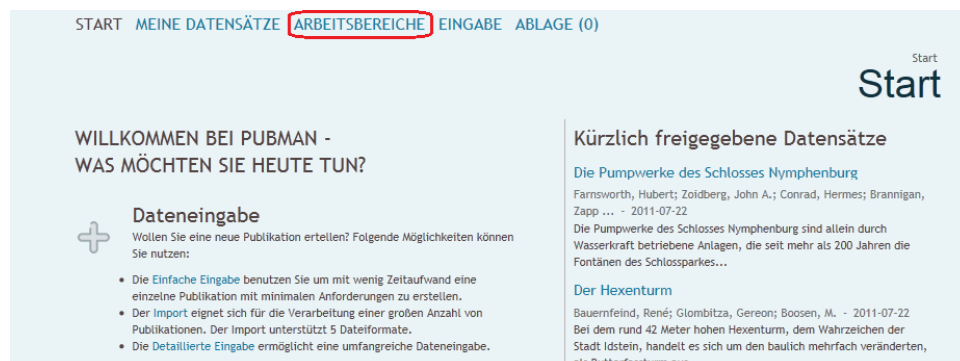 START MEINE DATENSÄTZE ARBEITSBEREICHE EINGABE ABLAGE (0)
Start
Start
WILLKOMMEN BEI PUBMAN -
WAS MÖCHTEN SIE HEUTE TUN?
Dateneingabe
Wollen Sie eine neue Publikation ertellen? Folgende Möglichkeiten können
Sie nutzen:
• Die Einfache Eingabe benutzen Sie um mit wenig Zeitaufwand eine
einzelne Publikation mit minimalen Anforderungen zu erstellen.
• Der Import eignet sich für die Verarbeitung einer großen Anzahl von
Publikationen. Der Import unterstützt 5 Dateiformate.
• Die Detaillierte Eingabe ermöglicht eine umfangreiche Dateneingabe.
Kürzlich freigegebene Datensätze
Die Pumpwerke des Schlosses Nymphenburg
Farnsworth, Hubert; Zoidberg, John A.; Conrad, Hermes; Brannigan,
Zapp ... - 2011-07-22
Die Pumpwerke des Schlosses Nymphenburg sind allein durch
Wasserkraft betriebene Anlagen, die seit mehr als 200 Jahren die
Fontänen des Schlossparkes...
Der Hexenturm
Bauernfeind, René; Glombitza, Gereon; Boosen, M. - 2011-07-22
Bei dem rund 42 Meter hohen Hexenturm, dem Wahrzeichen der
Stadt Idstein, handelt es sich um den baulich mehrfach veränderten,